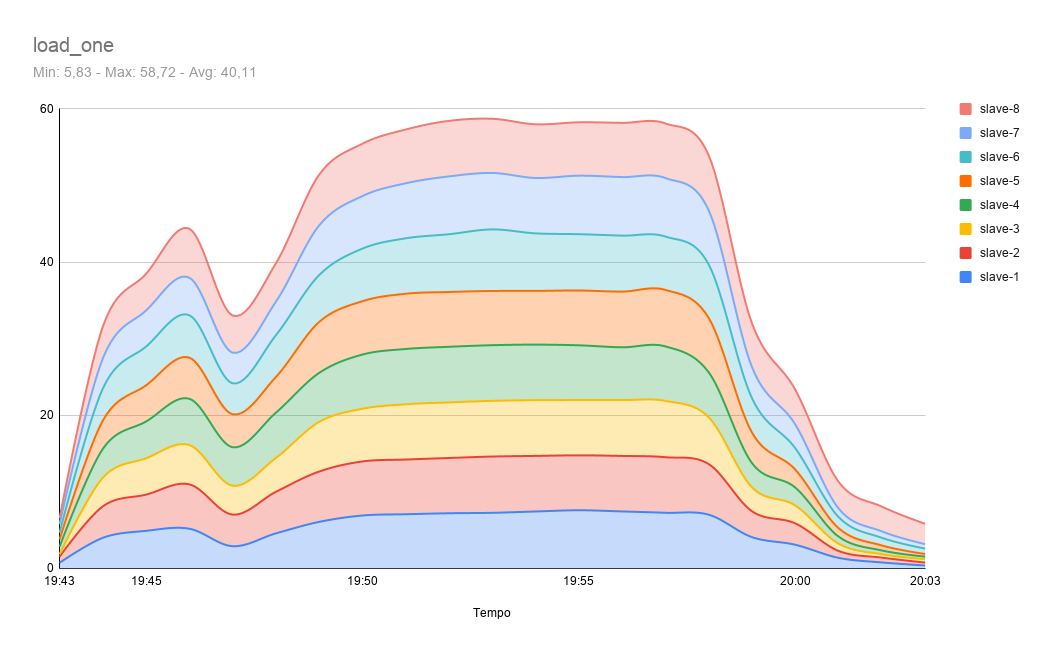 load_one
Min: 5,83 - Max: 58,72 - Avg: 40,11
60
40
20
0
19:43
19:45
19:50
19:55
20:00
20:03
Tempo
slave-8
slave-7
slave-6
slave-5
slave-4
slave-3
slave-2
slave-1